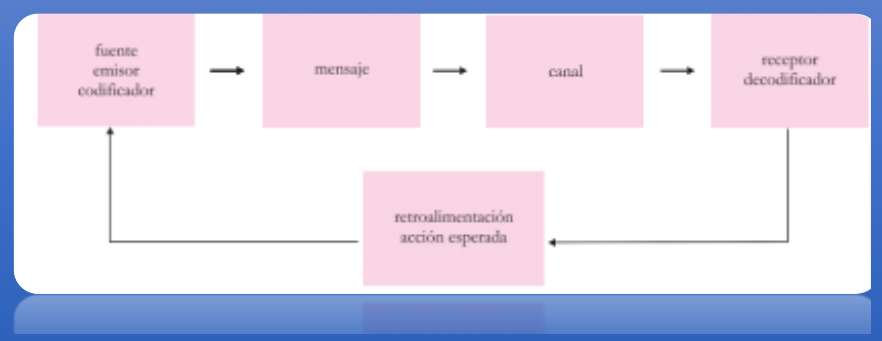 fuente
emisor
codificador
mensaje
canal
receptor
decodificador
retroalimentación
acción esperada